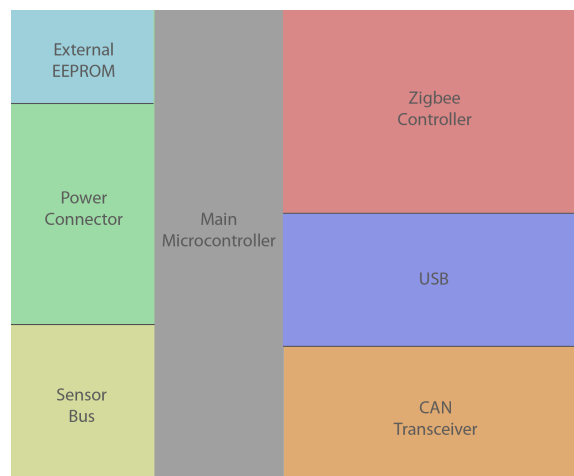 External
EEPROM
Power
Connector
Sensor
Bus
Main
Microcontroller
Zigbee
Controller
USB
CAN
Transceiver